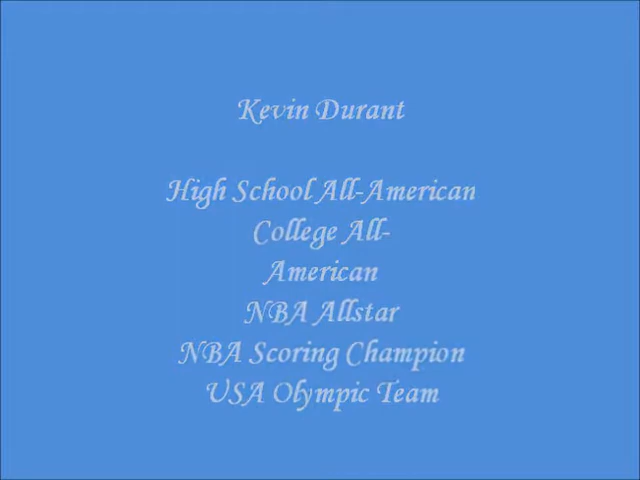 Kevin Durant
High School All-American
College All-
American
NBA Allstar
NBA Scoring Champion
USA Olympic Team